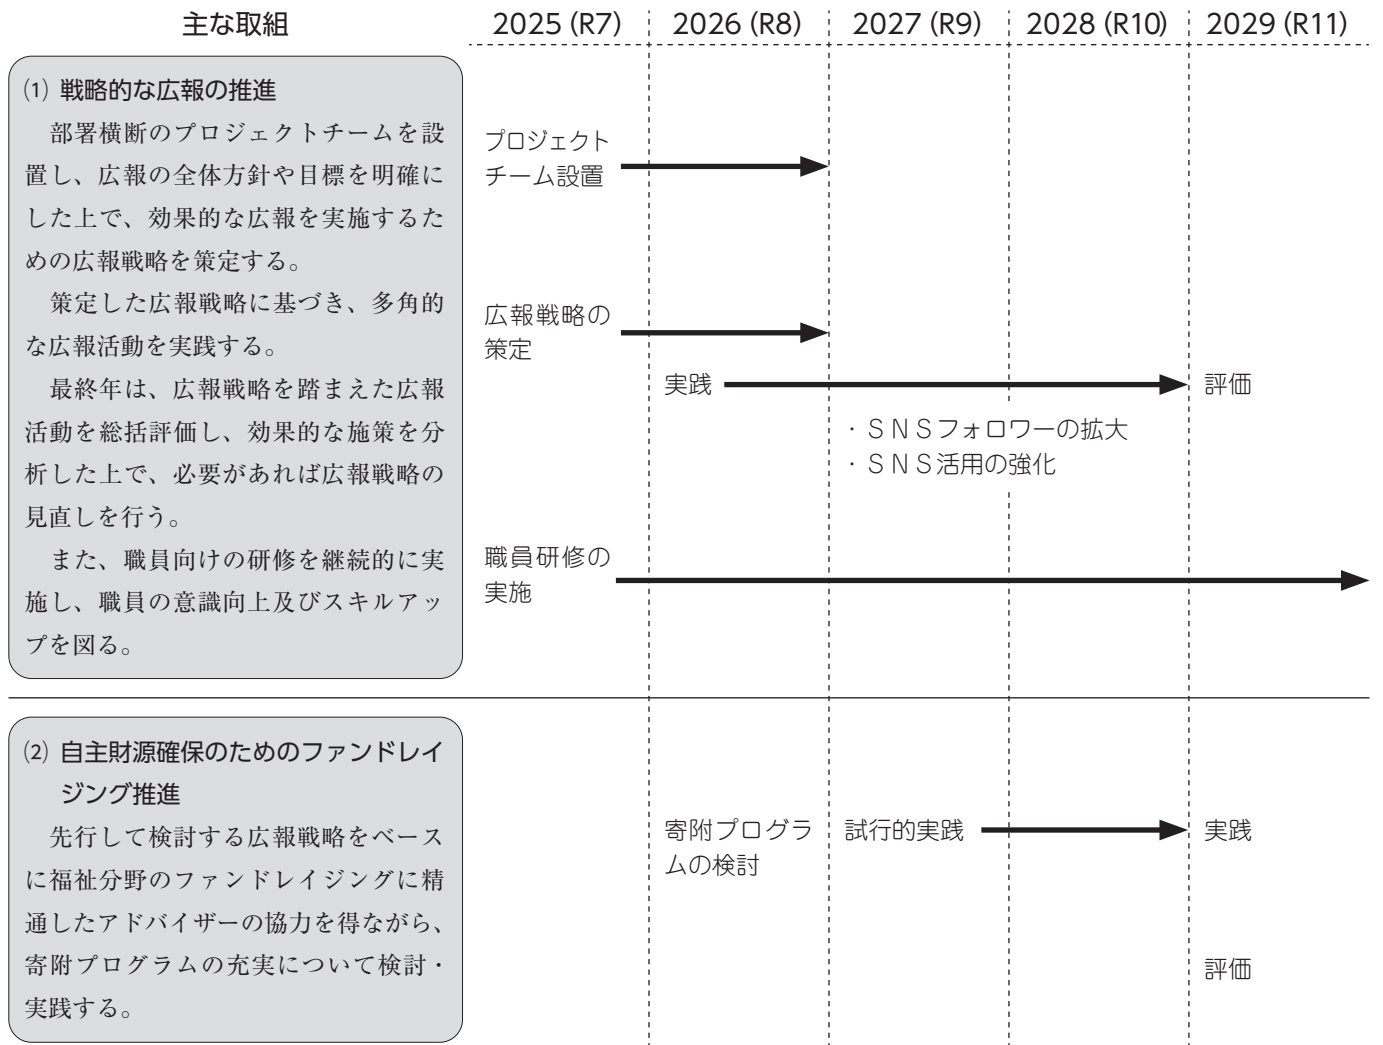 主な取組
2025 (R7)
2026 (R8)
2027 (R9)
2028 (R10)
2029 (R11)
⑴ 戦略的な広報の推進
部署横断のプロジェクトチームを設
置し、広報の全体方針や目標を明確に
した上で、効果的な広報を実施するた
めの広報戦略を策定する。
策定した広報戦略に基づき、多角的
な広報活動を実践する。
最終年は、広報戦略を踏まえた広報
活動を総括評価し、効果的な施策を分
析した上で、必要があれば広報戦略の
見直しを行う。
また、職員向けの研修を継続的に実
施し、職員の意識向上及びスキルアッ
プを図る。
プロジェクト
チーム設置
広報戦略の
策定
実践
評価
・ＳＮＳフォロワーの拡大
・ＳＮＳ活用の強化
職員研修の
実施
⑵ 自主財源確保のためのファンドレイ
ジング推進
先行して検討する広報戦略をベース
に福祉分野のファンドレイジングに精
通したアドバイザーの協力を得ながら、
寄附プログラムの充実について検討・
実践する。
寄附プログラ
ムの検討
試行的実践
実践
評価